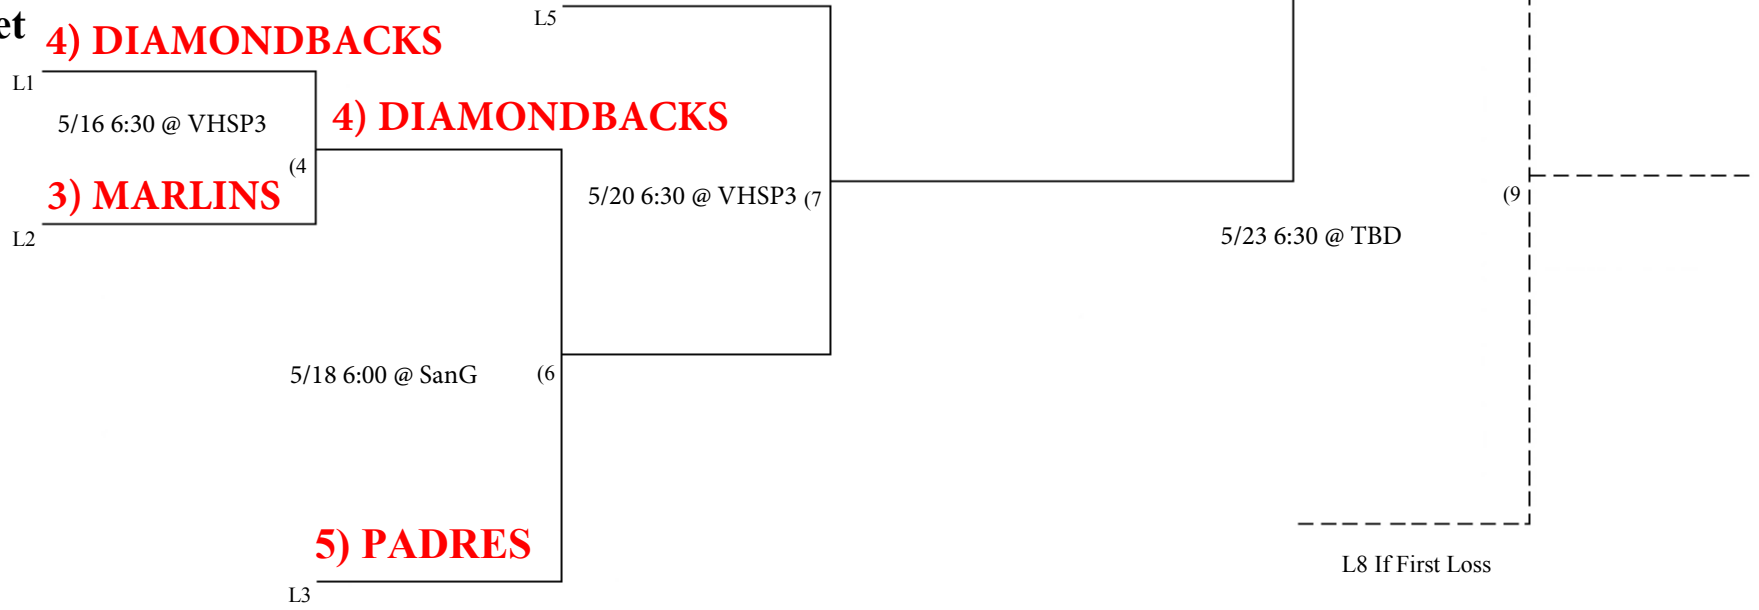 et
L5
4) DIAMONDBACKS
L1
5/16 6:30 @ VHSP3
4) DIAMONDBACKS
(4
3) MARLINS
5/20 6:30 @ VHSP3 (7
(9
L2
5/23 6:30 @ TBD
5/18 6:00 @ SanG
(6
5) PADRES
L8 If First Loss
L3